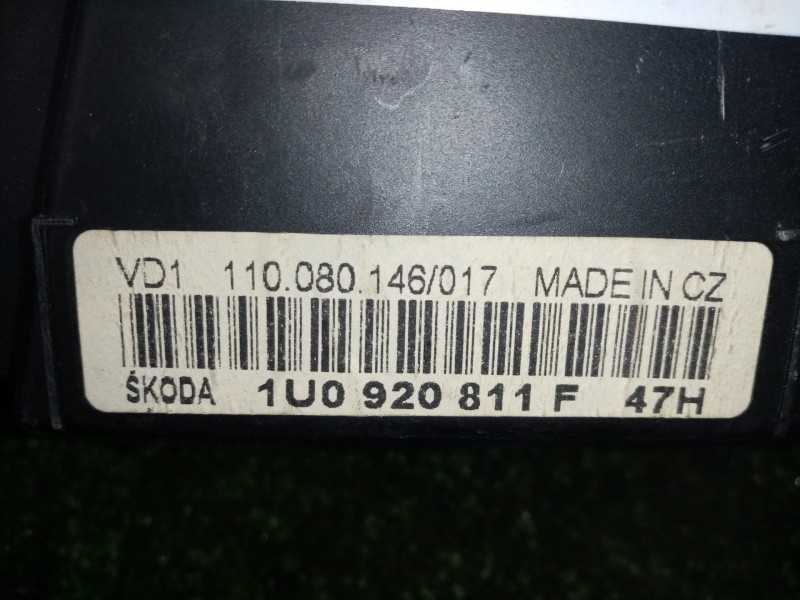 VD1 110.080.146/017 MADE IN CZ
ŠKODA 1U0 920 811 F 47H